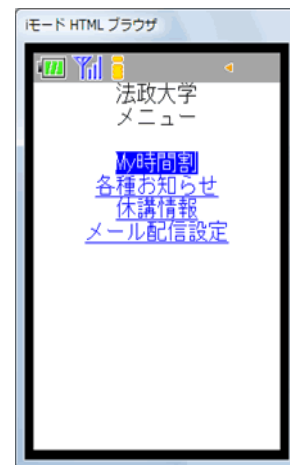 iモード HTML ブラウザ
法政大学
メニュー
My時間割
各種お知らせ
休講情報
メール配信設定